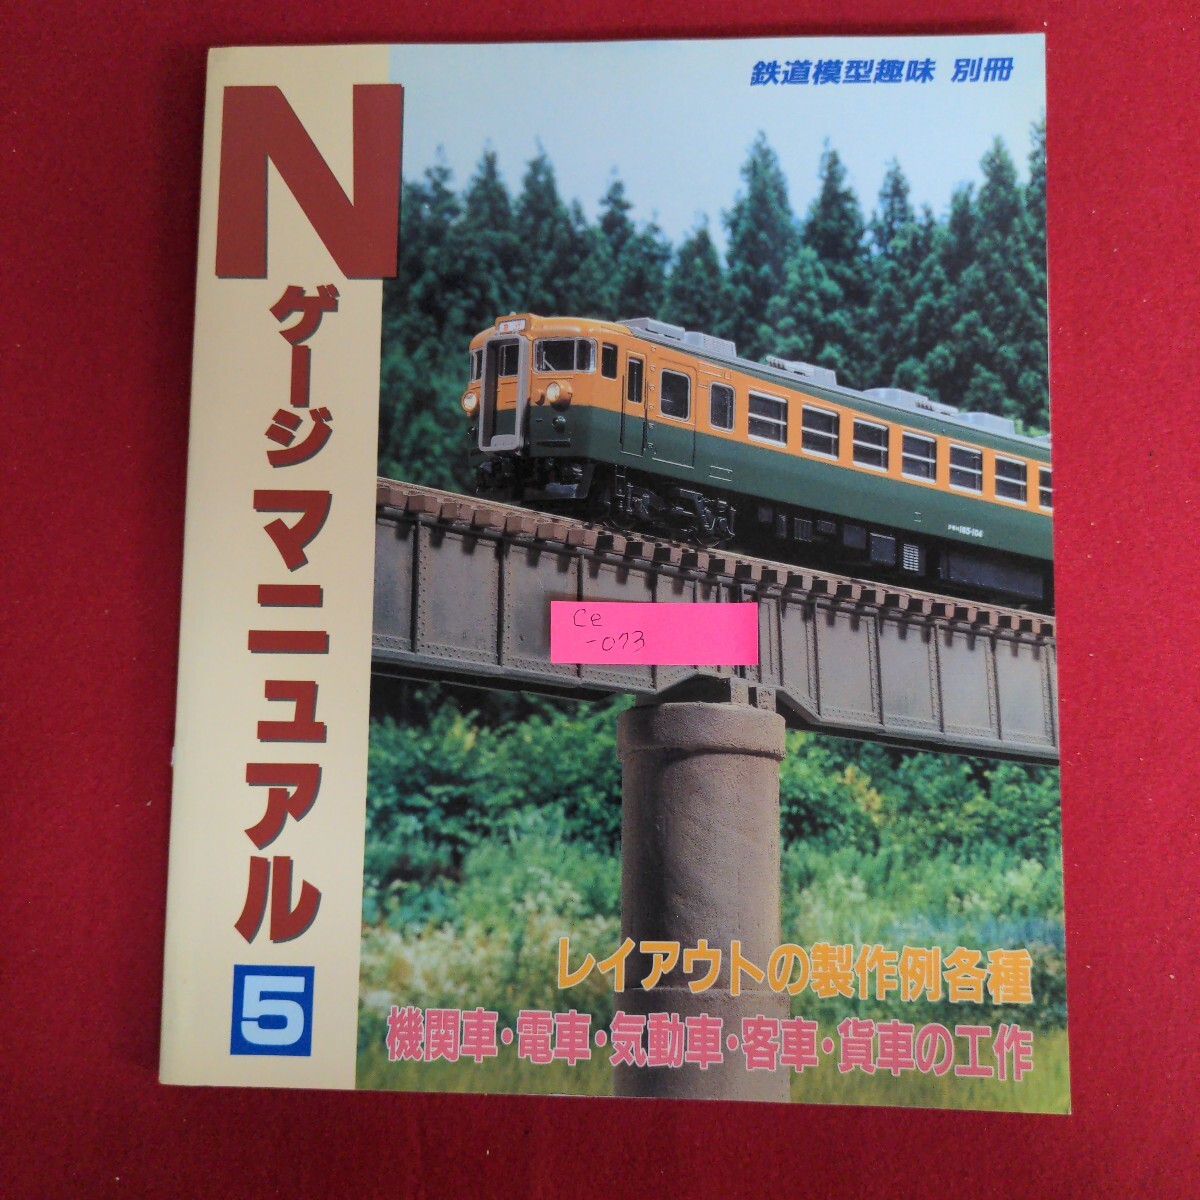 鉄道模型趣味 別冊
Nゲージ マニュアル
5
Ce
-073
レイアウトの製作例各種
機関車・電車・気動車・客車・貨車の工作